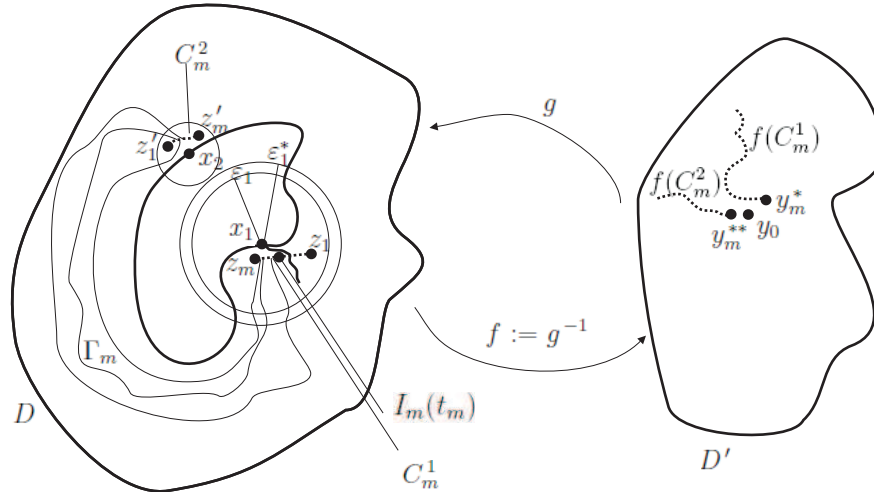 C_m^2
g
z_m'
z_1'
x_2
ε_1^*
ε_1
f(C_m^1)
f(C_m^2)
y_m^*
x_1
z_1
y_m^{**}
y_0
z_m
f := g^{-1}
Γ_m
I_m(t_m)
D
D'
C_m^1